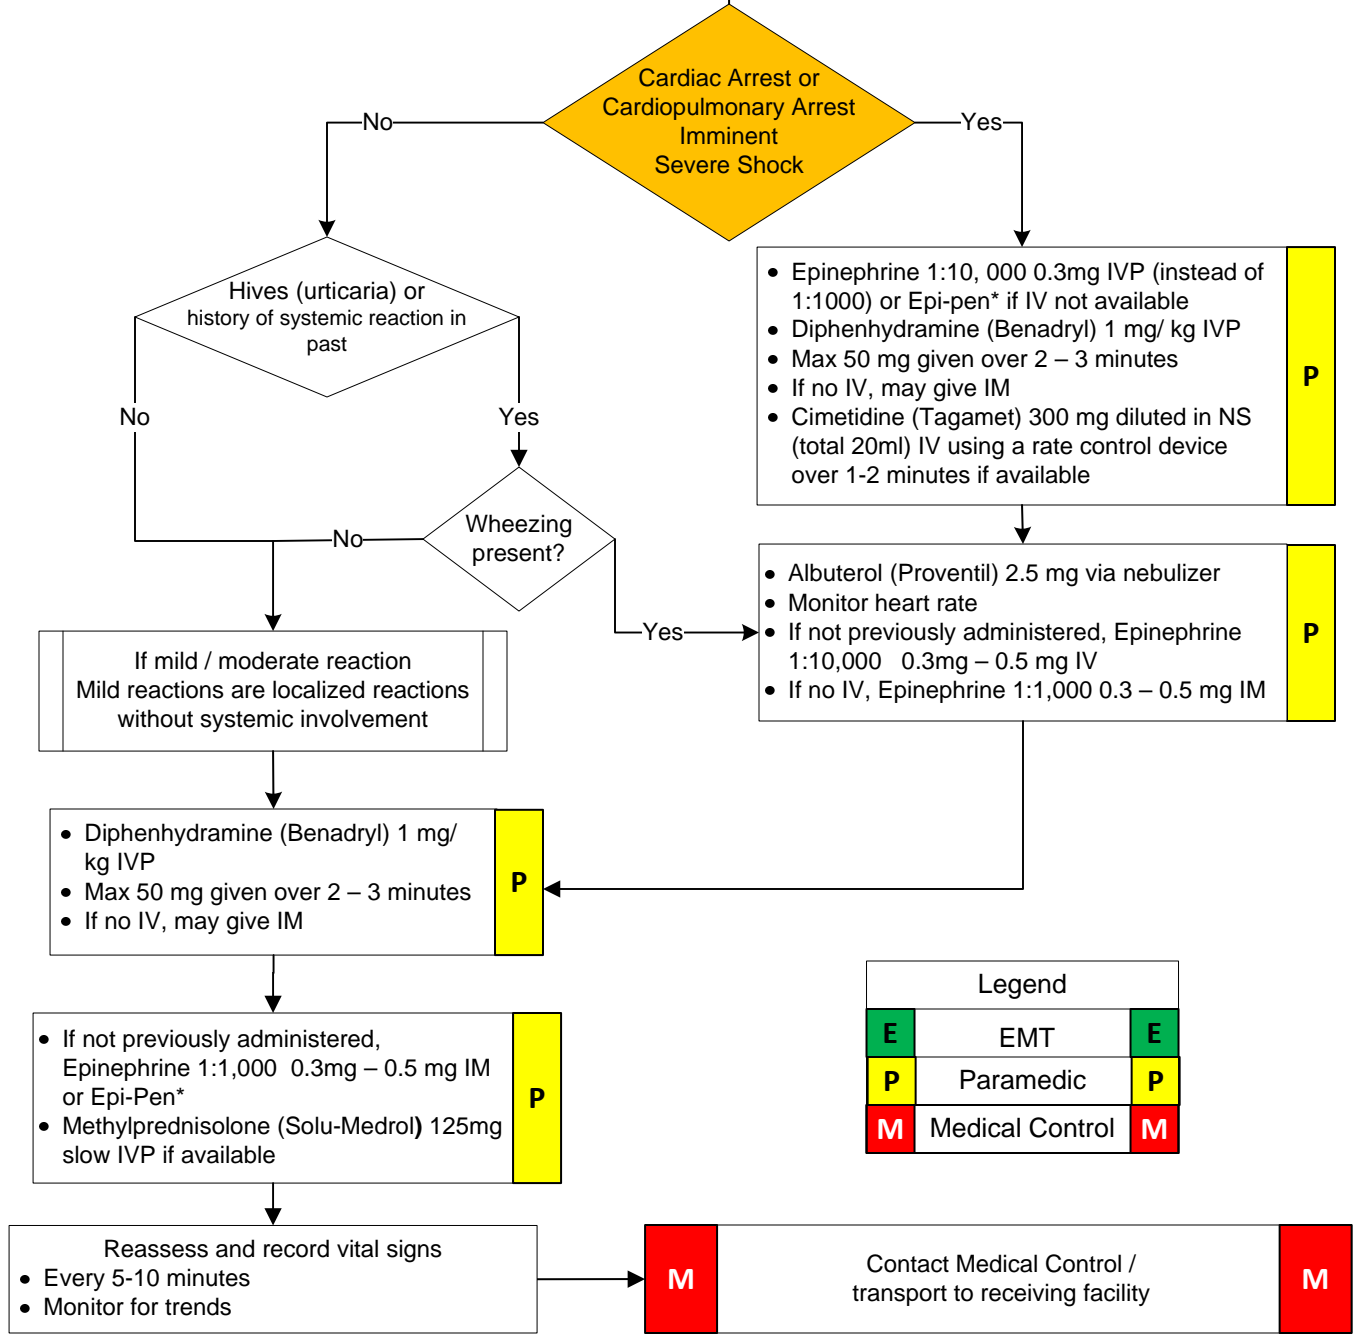 Cardiac Arrest or
Cardiopulmonary Arrest
Imminent
Severe Shock
No
Yes
Hives (urticaria) or
history of systemic reaction in
past
No
Yes
• Epinephrine 1:10, 000 0.3mg IVP (instead of
1:1000) or Epi-pen* if IV not available
• Diphenhydramine (Benadryl) 1 mg/ kg IVP
• Max 50 mg given over 2 – 3 minutes
• If no IV, may give IM
• Cimetidine (Tagamet) 300 mg diluted in NS
(total 20ml) IV using a rate control device
over 1-2 minutes if available
P
Wheezing
present?
No
Yes
• Albuterol (Proventil) 2.5 mg via nebulizer
• Monitor heart rate
• If not previously administered, Epinephrine
1:10,000 0.3mg – 0.5 mg IV
• If no IV, Epinephrine 1:1,000 0.3 – 0.5 mg IM
P
If mild / moderate reaction
Mild reactions are localized reactions
without systemic involvement
• Diphenhydramine (Benadryl) 1 mg/
kg IVP
• Max 50 mg given over 2 – 3 minutes
• If no IV, may give IM
P
• If not previously administered,
Epinephrine 1:1,000 0.3mg – 0.5 mg IM
or Epi-Pen*
• Methylprednisolone (Solu-Medrol) 125mg
slow IVP if available
P
Legend
E EMT E
P Paramedic P
M Medical Control M
Reassess and record vital signs
• Every 5-10 minutes
• Monitor for trends
M
Contact Medical Control /
transport to receiving facility
M